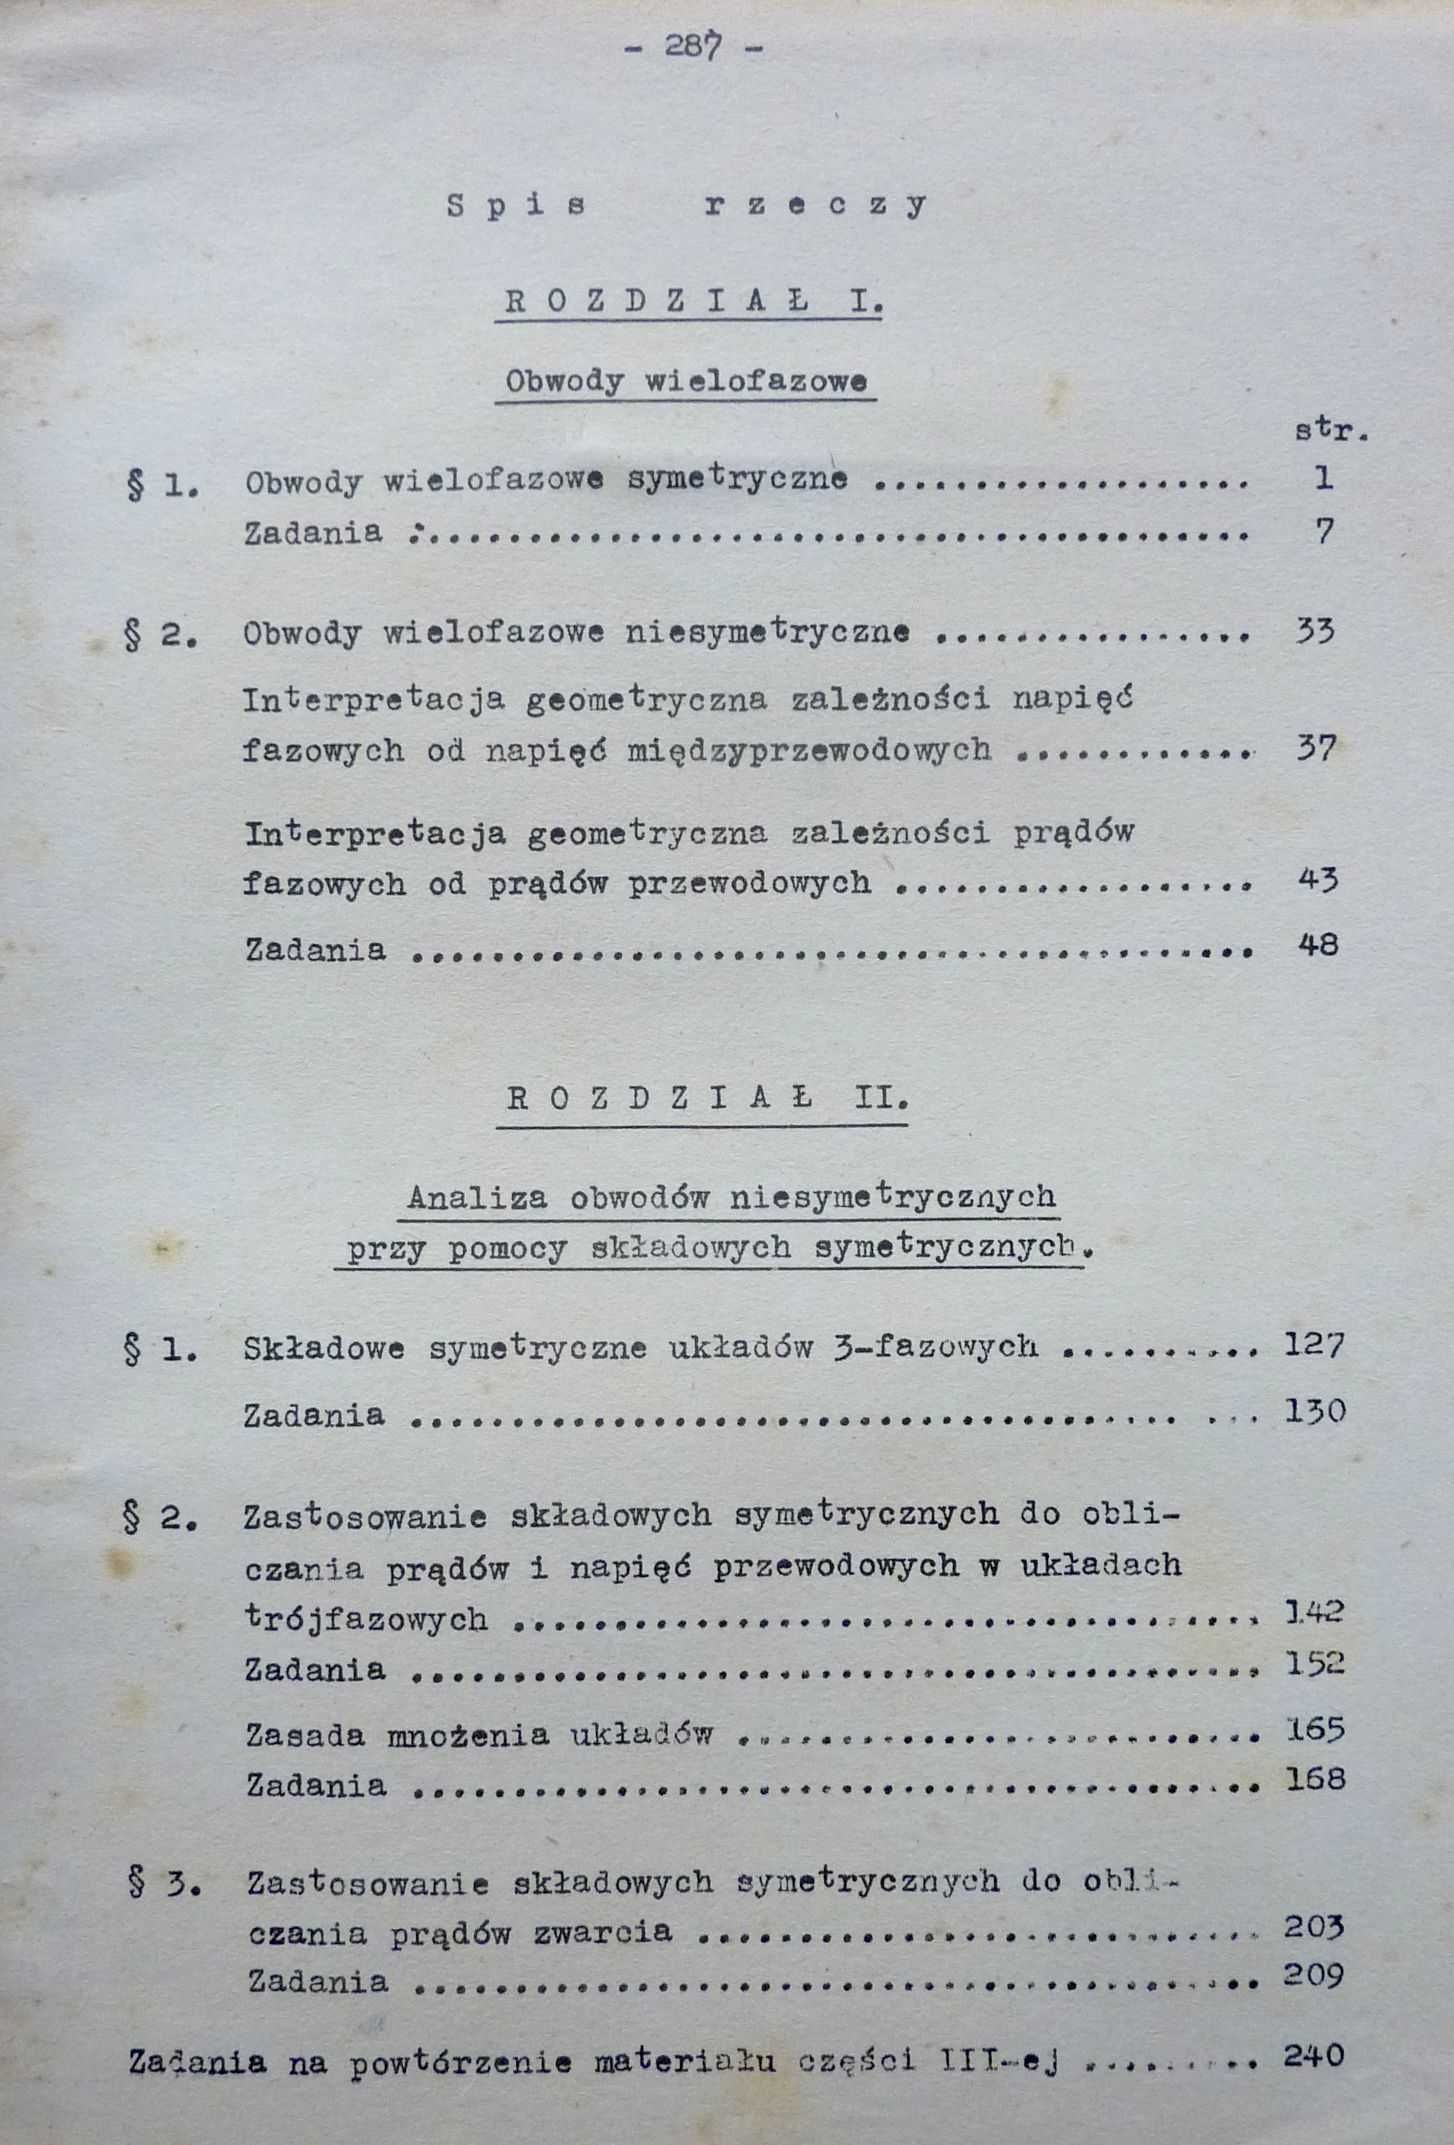 - 287 -
Spis rzeczy
ROZDZIAŁ I.
Obwody wielofazowe
str.
§ 1. Obwody wielofazowe symetryczne ................... 1
Zadania .......................................... 7
§ 2. Obwody wielofazowe niesymetryczne ................ 33
Interpretacja geometryczna zależności napięć
fazowych od napięć międzyprzewodowych ............ 37
Interpretacja geometryczna zależności prądów
fazowych od prądów przewodowych .................. 43
Zadania .......................................... 48
ROZDZIAŁ II.
Analiza obwodów niesymetrycznych
przy pomocy składowych symetrycznych.
§ 1. Składowe symetryczne układów 3-fazowych .......... 127
Zadania .......................................... 130
§ 2. Zastosowanie składowych symetrycznych do obli-
czania prądów i napięć przewodowych w układach
trójfazowych ..................................... 142
Zadania .......................................... 152
Zasada mnożenia układów .......................... 165
Zadania .......................................... 168
§ 3. Zastosowanie składowych symetrycznych do obli-
czania prądów zwarcia ............................ 203
Zadania .......................................... 209
Zadania na powtórzenie materiału części III-ej ......... 240